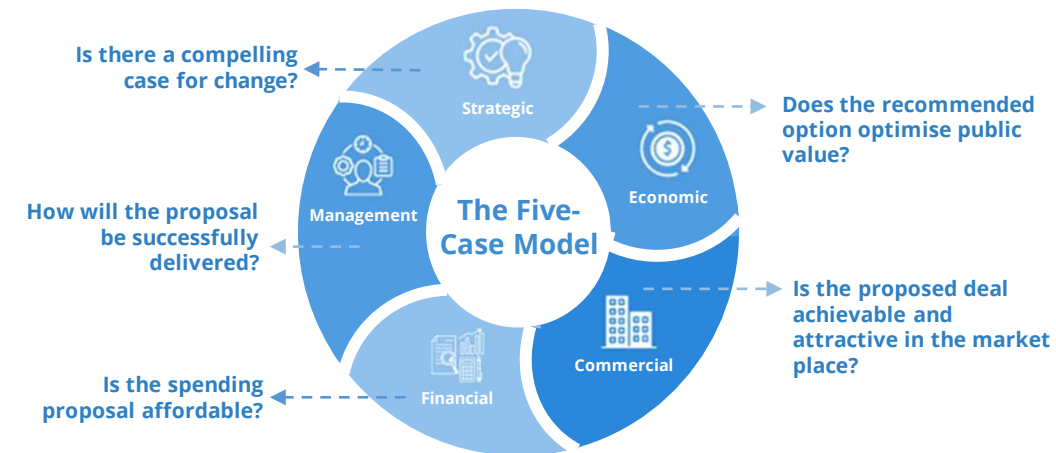 Is there a compelling
case for change?
Strategic
Does the recommended
option optimise public
value?
Economic
Management
The Five-
Case Model
How will the proposal
be successfully
delivered?
Is the proposed deal
achievable and
attractive in the market
place?
Commercial
Is the spending
proposal affordable?
Financial